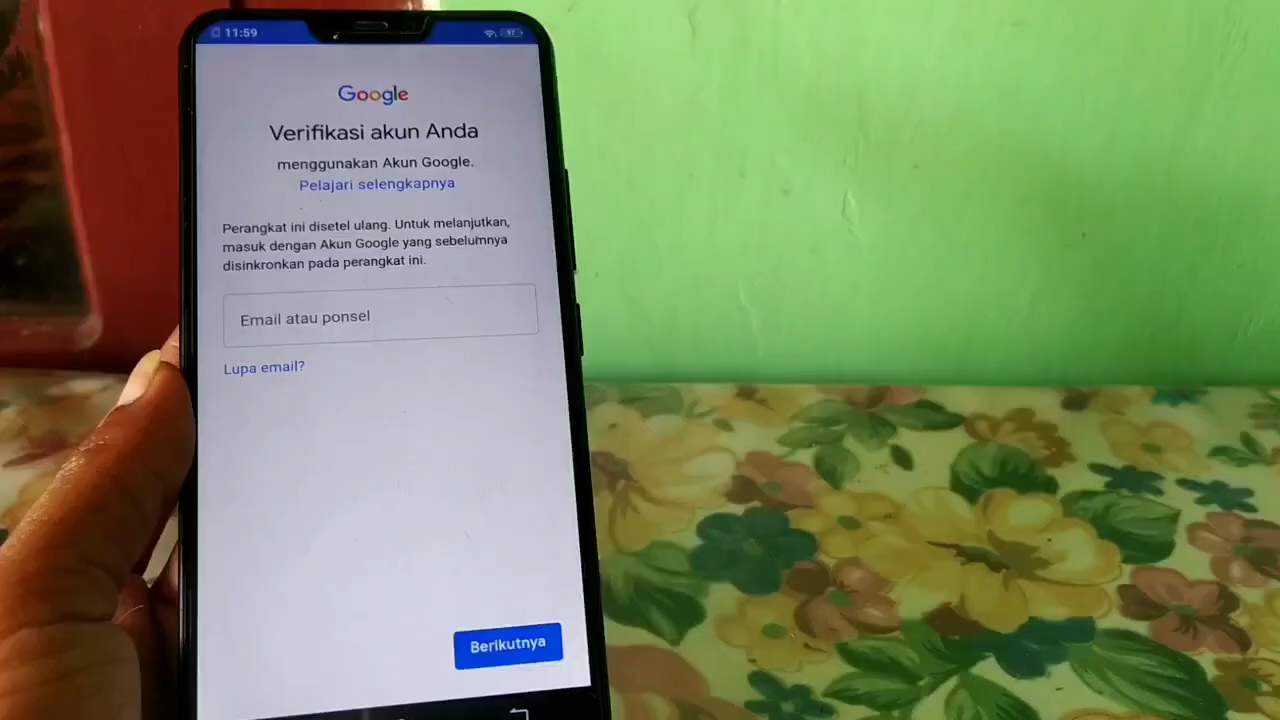 11:59
57
Google
Verifikasi akun Anda
menggunakan Akun Google.
Pelajari selengkapnya
Perangkat ini disetel ulang. Untuk melanjutkan,
masuk dengan Akun Google yang sebelumnya
disinkronkan pada perangkat ini.
Email atau ponsel
Lupa email?
Berikutnya